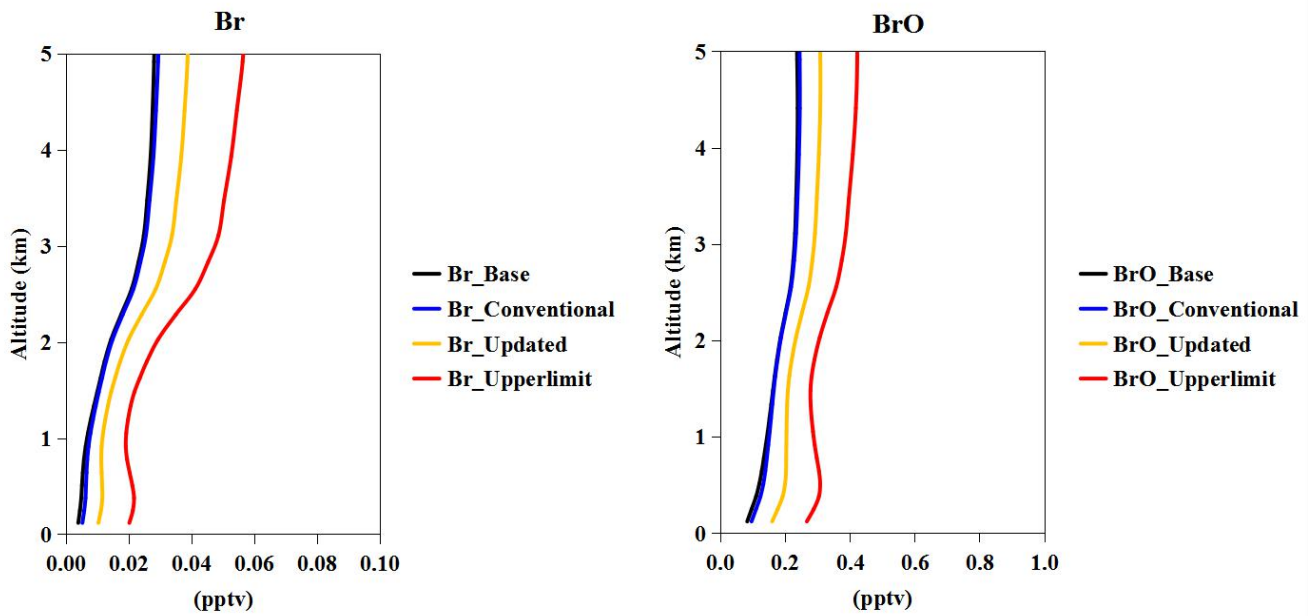 Br
5
4
3
2
1
0
Altitude (km)
0.00 0.02 0.04 0.06 0.08 0.10
(pptv)
Br_Base
Br_Conventional
Br_Updated
Br_Upperlimit
BrO
5
4
3
2
1
0
Altitude (km)
0.0 0.2 0.4 0.6 0.8 1.0
(pptv)
BrO_Base
BrO_Conventional
BrO_Updated
BrO_Upperlimit